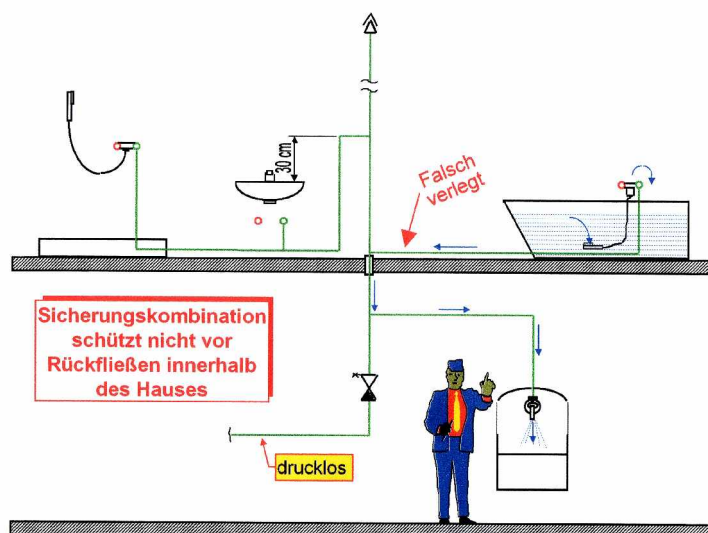 30 cm
Falsch
verlegt
Sicherungskombination
schützt nicht vor
Rückfließen innerhalb
des Hauses
drucklos